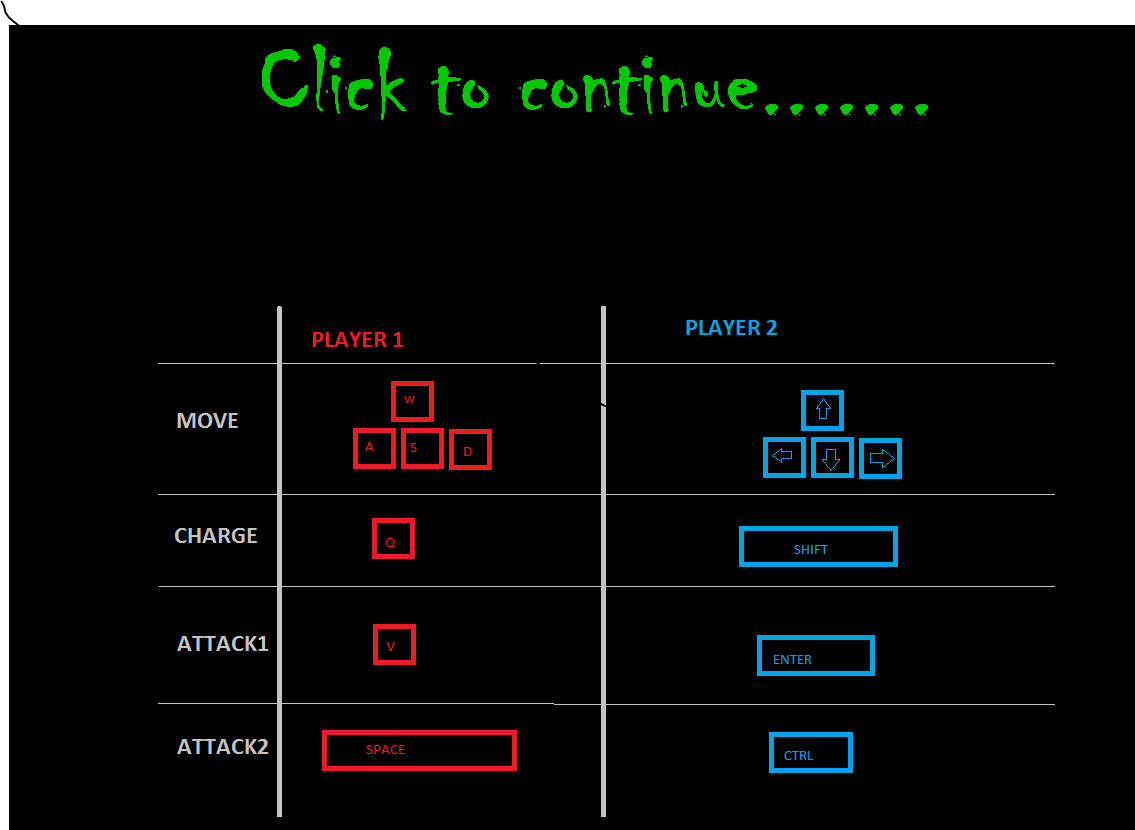 Click to continue.......
PLAYER 1 PLAYER 2
MOVE
W
A S D
CHARGE Q SHIFT
ATTACK1 V ENTER
ATTACK2 SPACE CTRL